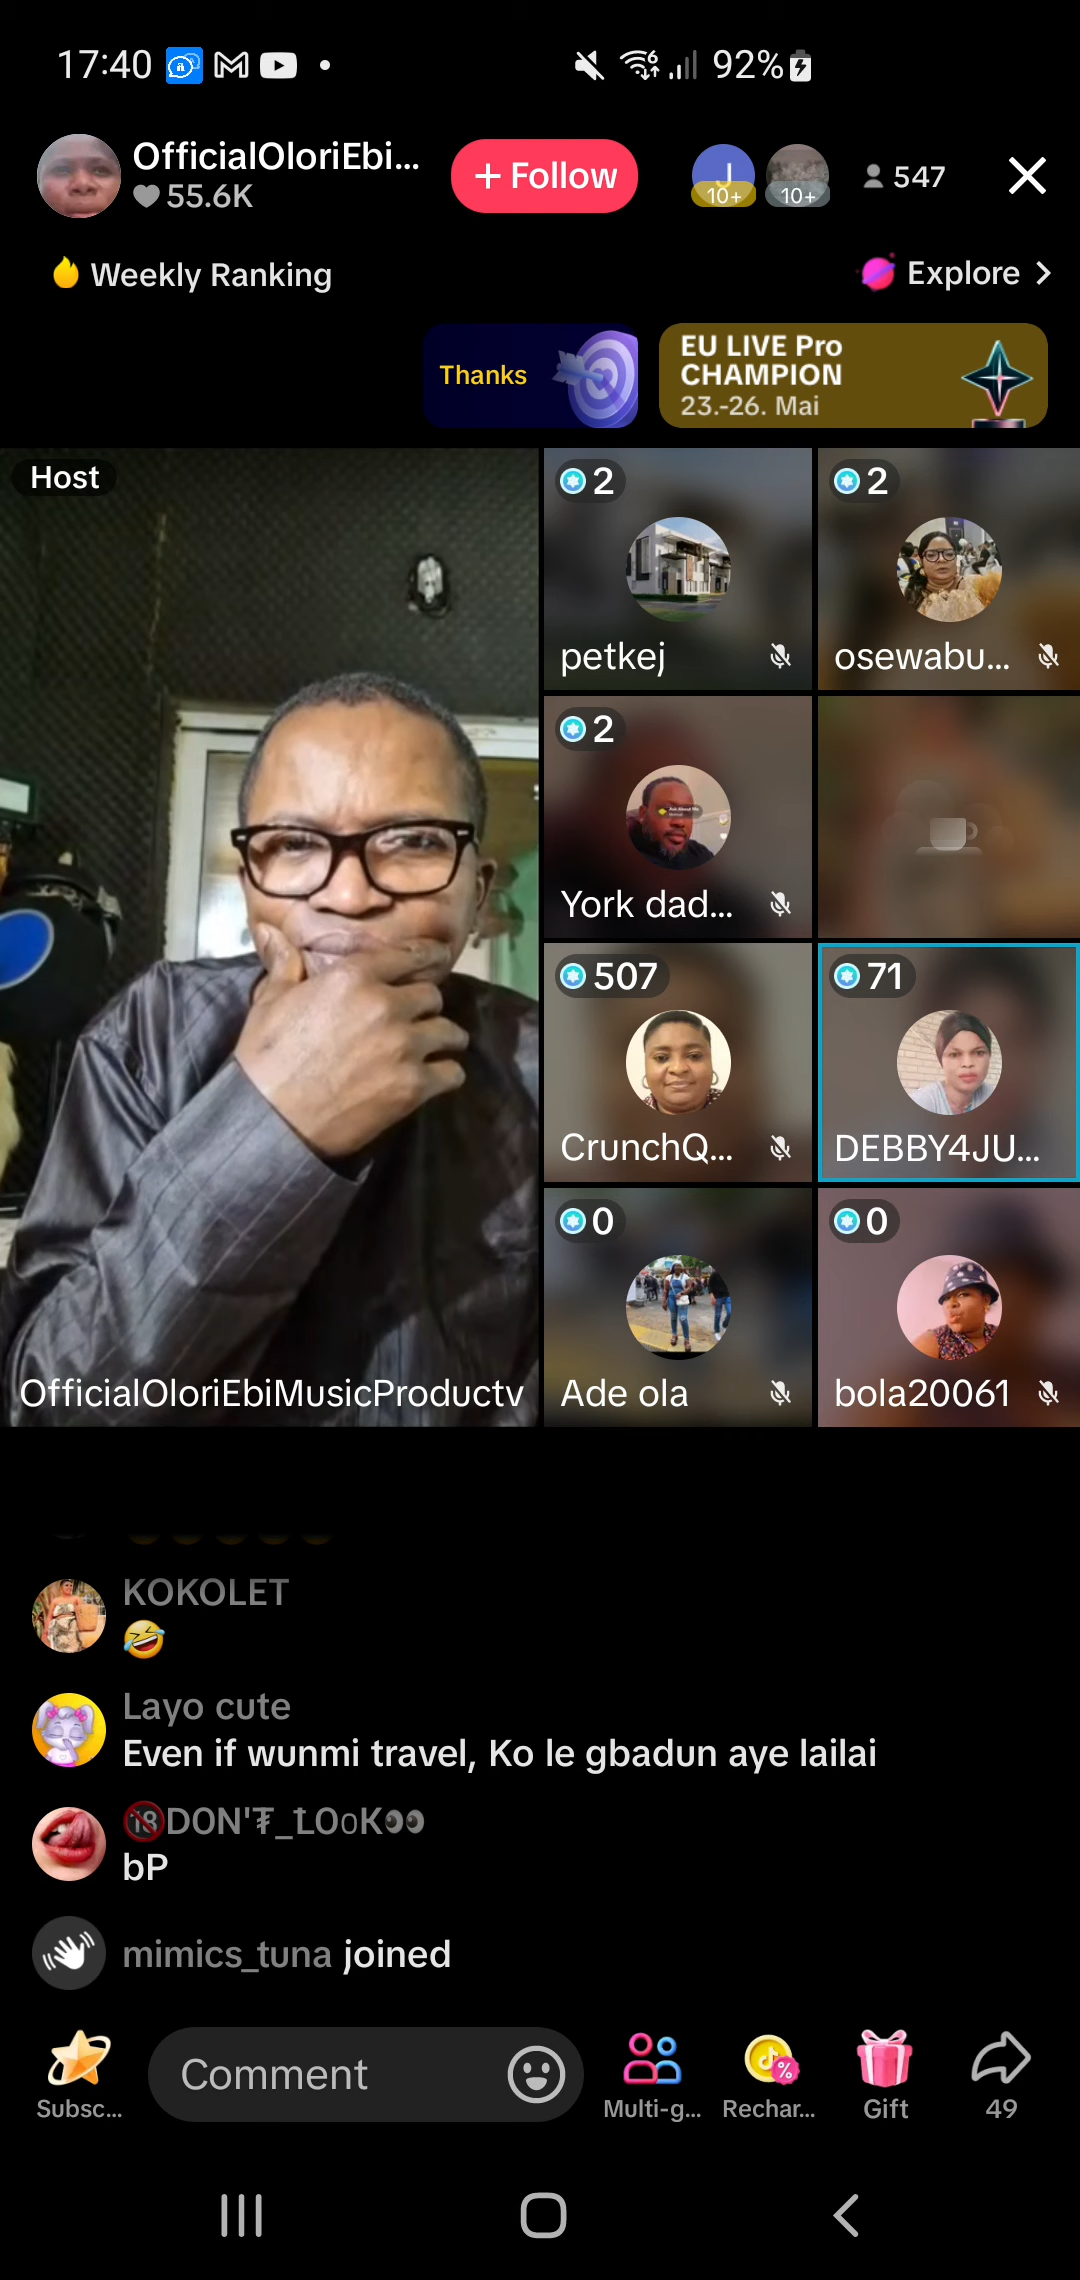 17:40
92%
OfficialOloriEbi...
55.6K
+ Follow
J
10+
10+
547
Weekly Ranking
Explore
Thanks
EU LIVE Pro
CHAMPION
23.-26. Mai
Host
2
petkej
2
osewabu...
2
York dad...
507
CrunchQ...
71
DEBBY4JU...
0
Ade ola
0
bola20061
OfficialOloriEbiMusicProductv
KOKOLET
🤣
Layo cute
Even if wunmi travel, Ko le gbadun aye lailai
🔞DON'₮_ŁOoK👀
bP
mimics_tuna joined
Subsc...
Comment
Multi-g...
Rechar...
Gift
49